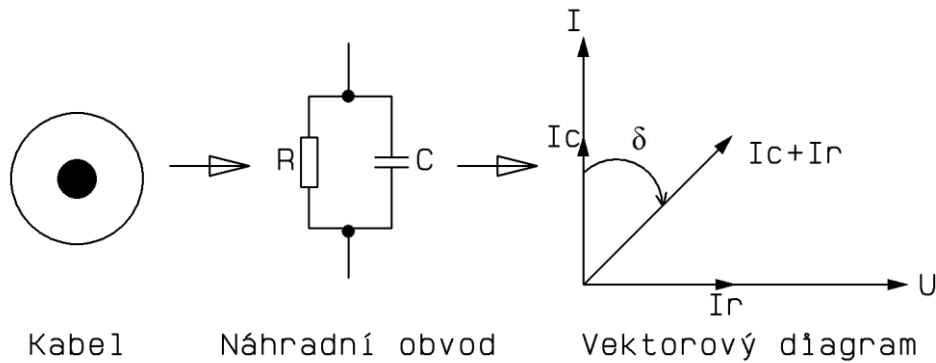 I
Ic
δ
Ic+Ir
R
C
U
Ir
Kabel
Náhradní obvod
Vektorový diagram